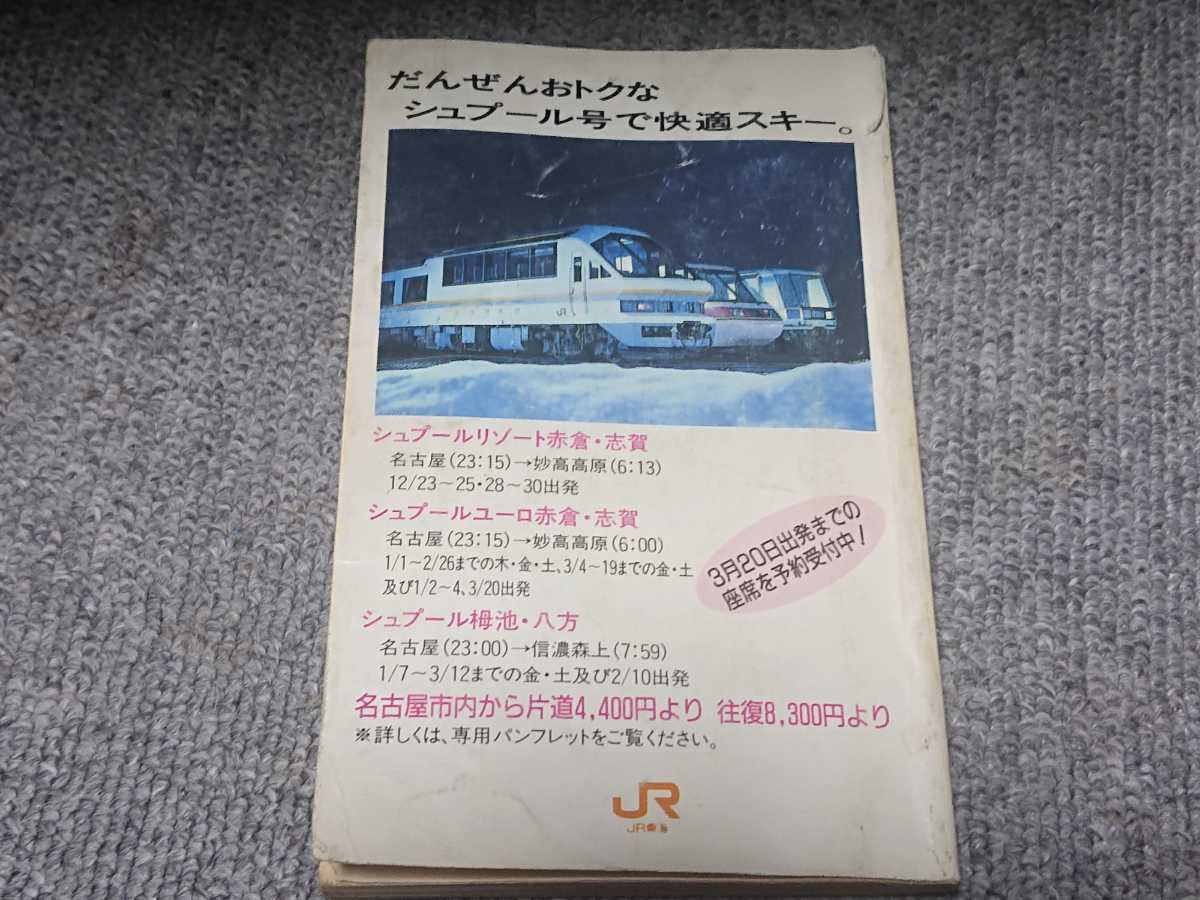 だんぜんおトクな
シュプール号で快適スキー。
シュプールリゾート赤倉・志賀
名古屋(23:15)→妙高高原(6:13)
12/23～25・28～30出発
シュプールユーロ赤倉・志賀
名古屋(23:15)→妙高高原(6:00)
1/1～2/26までの木・金・土、3/4～19までの金・土
及び1/2～4、3/20出発
3月20日出発までの
座席を予約受付中！
シュプール栂池・八方
名古屋(23:00)→信濃森上(7:59)
1/7～3/12までの金・土及び2/10出発
名古屋市内から片道4,400円より 往復8,300円より
※詳しくは、専用パンフレットをご覧ください。
JR
JR東海